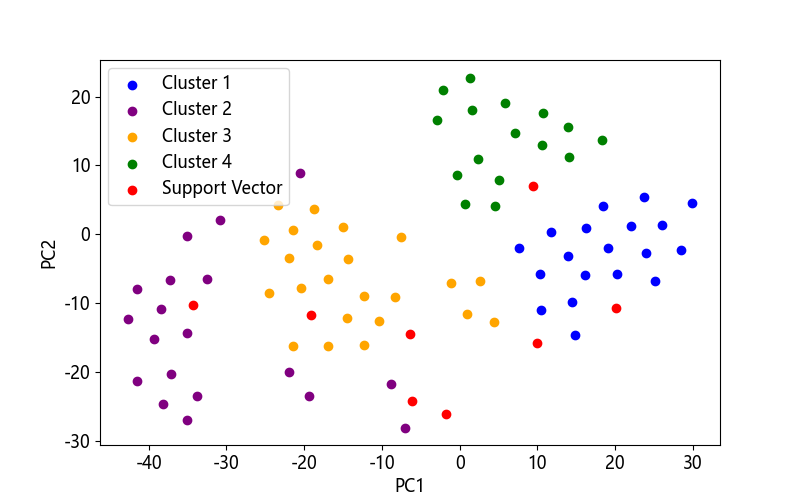 Cluster 1
Cluster 2
Cluster 3
Cluster 4
Support Vector
20
10
0
-10
-20
-30
PC2
-40 -30 -20 -10 0 10 20 30
PC1